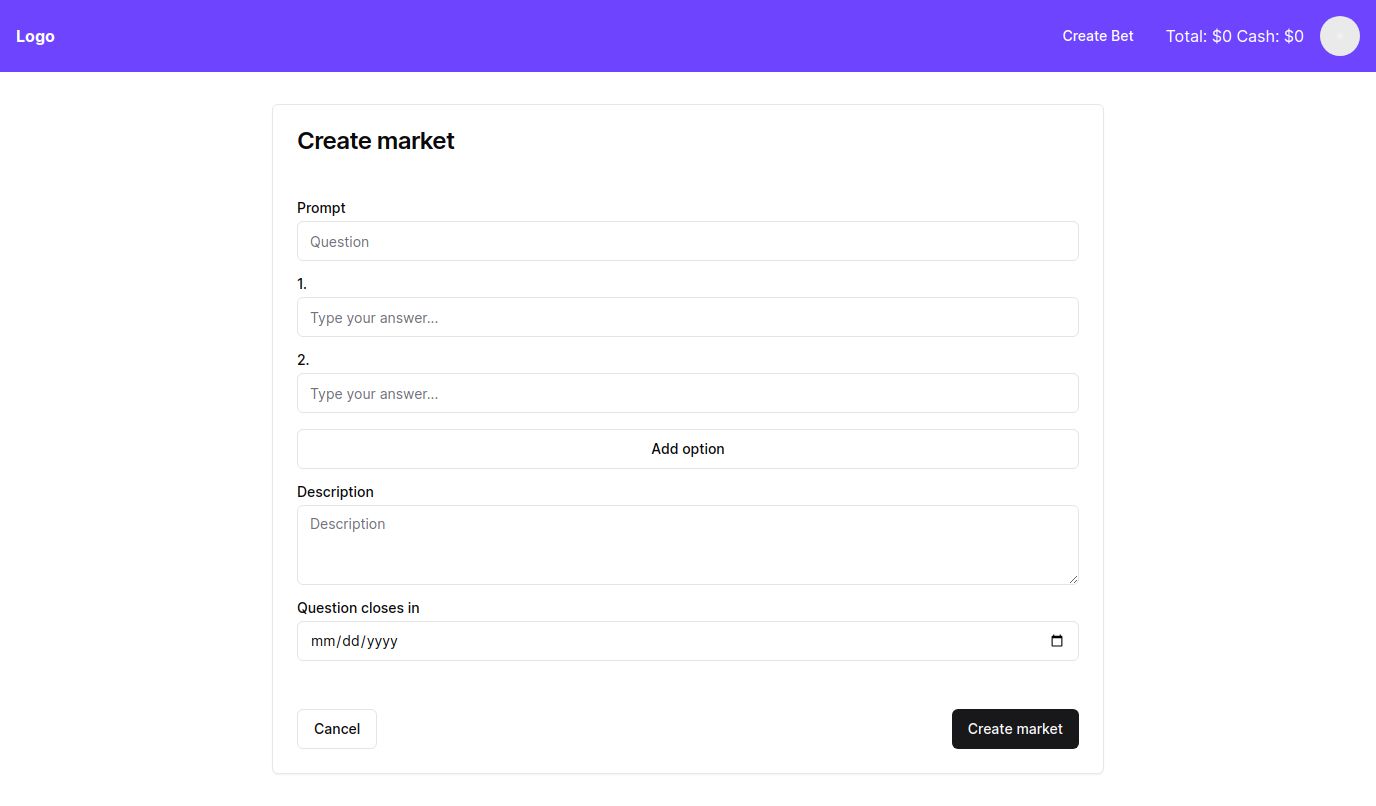 Logo
Create Bet
Total: $0 Cash: $0
Create market
Prompt
Question
1.
Type your answer...
2.
Type your answer...
Add option
Description
Description
Question closes in
mm/dd/yyyy
Cancel
Create market